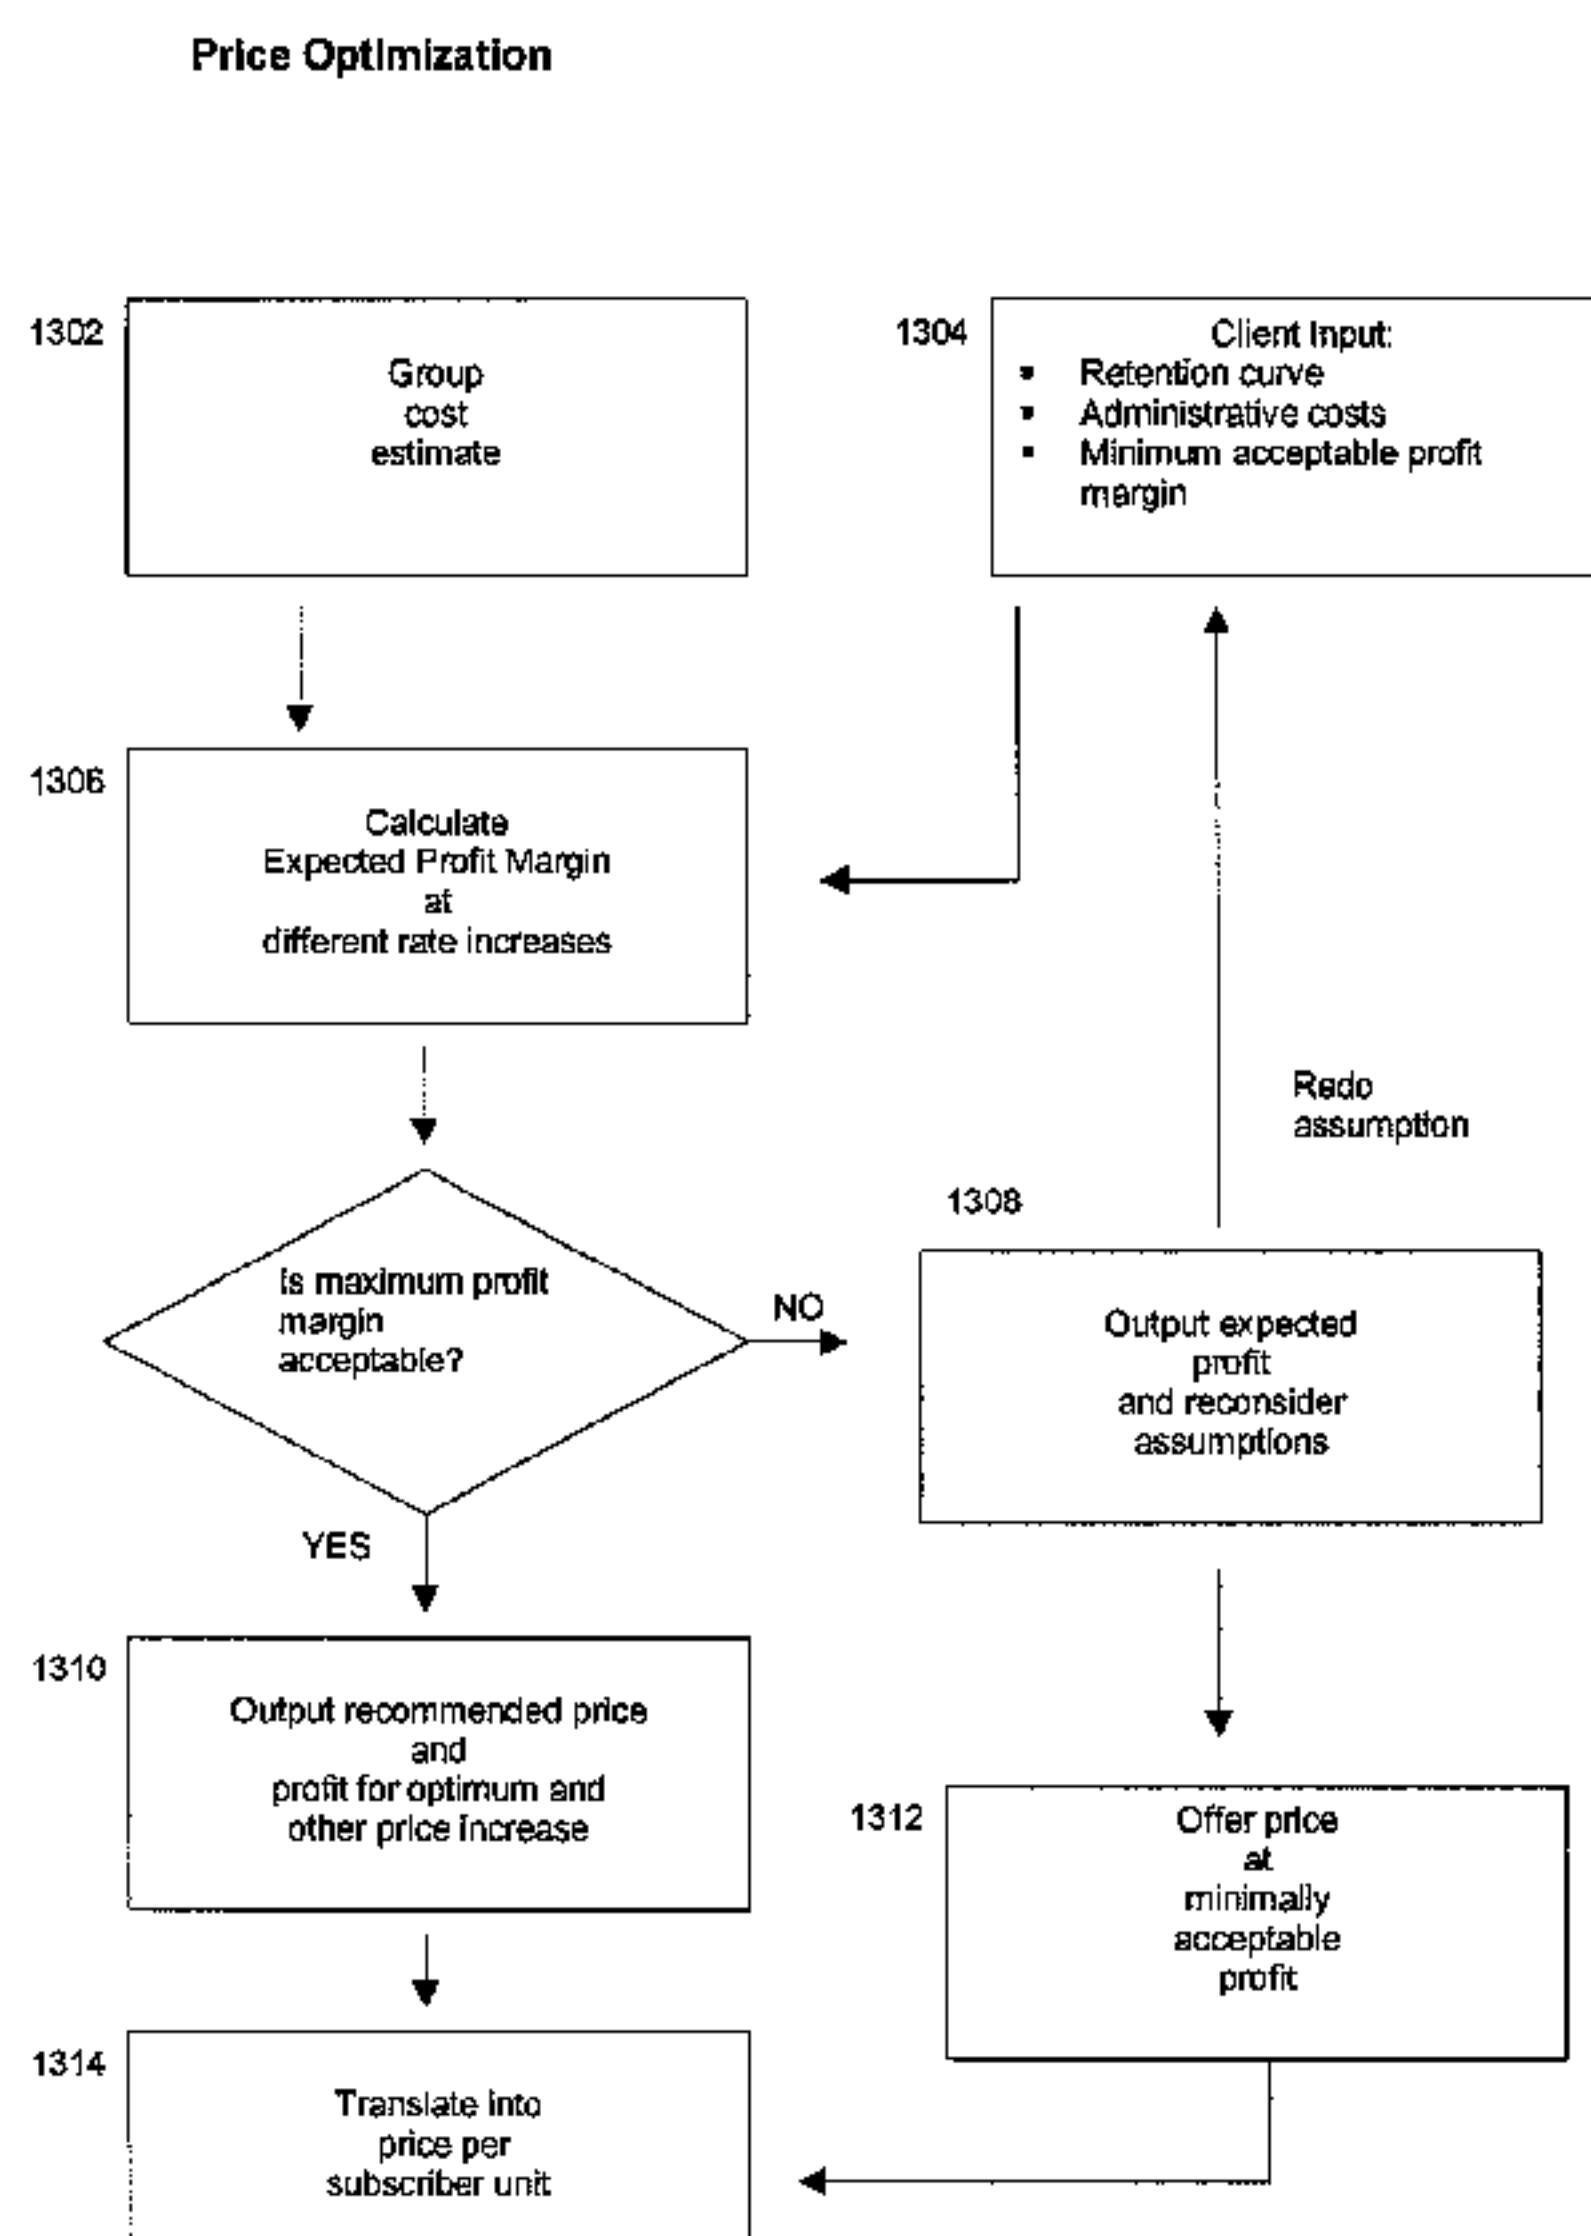 Price Optimization
1302
Group
cost
estimate
1304
Client Input:
▪ Retention curve
▪ Administrative costs
▪ Minimum acceptable profit
margin
1306
Calculate
Expected Profit Margin
at
different rate increases
Redo
assumption
Is maximum profit
margin
acceptable?
NO
YES
1308
Output expected
profit
and reconsider
assumptions
1310
Output recommended price
and
profit for optimum and
other price increase
1312
Offer price
at
minimally
acceptable
profit
1314
Translate into
price per
subscriber unit